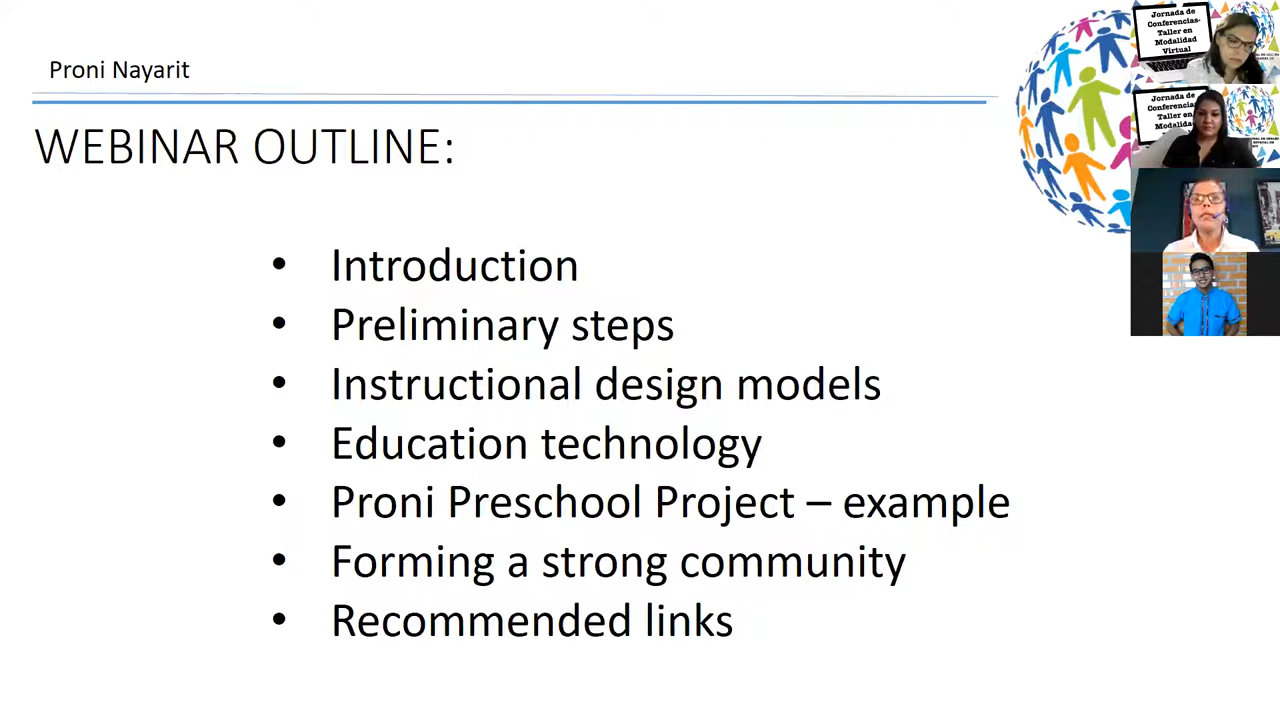 Proni Nayarit
WEBINAR OUTLINE:
• Introduction
• Preliminary steps
• Instructional design models
• Education technology
• Proni Preschool Project – example
• Forming a strong community
• Recommended links
Jornada de
Conferencias-
Taller en
Modalidad
Virtual
Jornada de
Conferencias
Taller en
Modalida